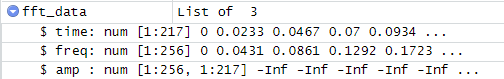 fft_data List of 3
$ time: num [1:217] 0 0.0233 0.0467 0.07 0.0934 ...
$ freq: num [1:256] 0 0.0431 0.0861 0.1292 0.1723 ...
$ amp : num [1:256, 1:217] -Inf -Inf -Inf -Inf -Inf ...